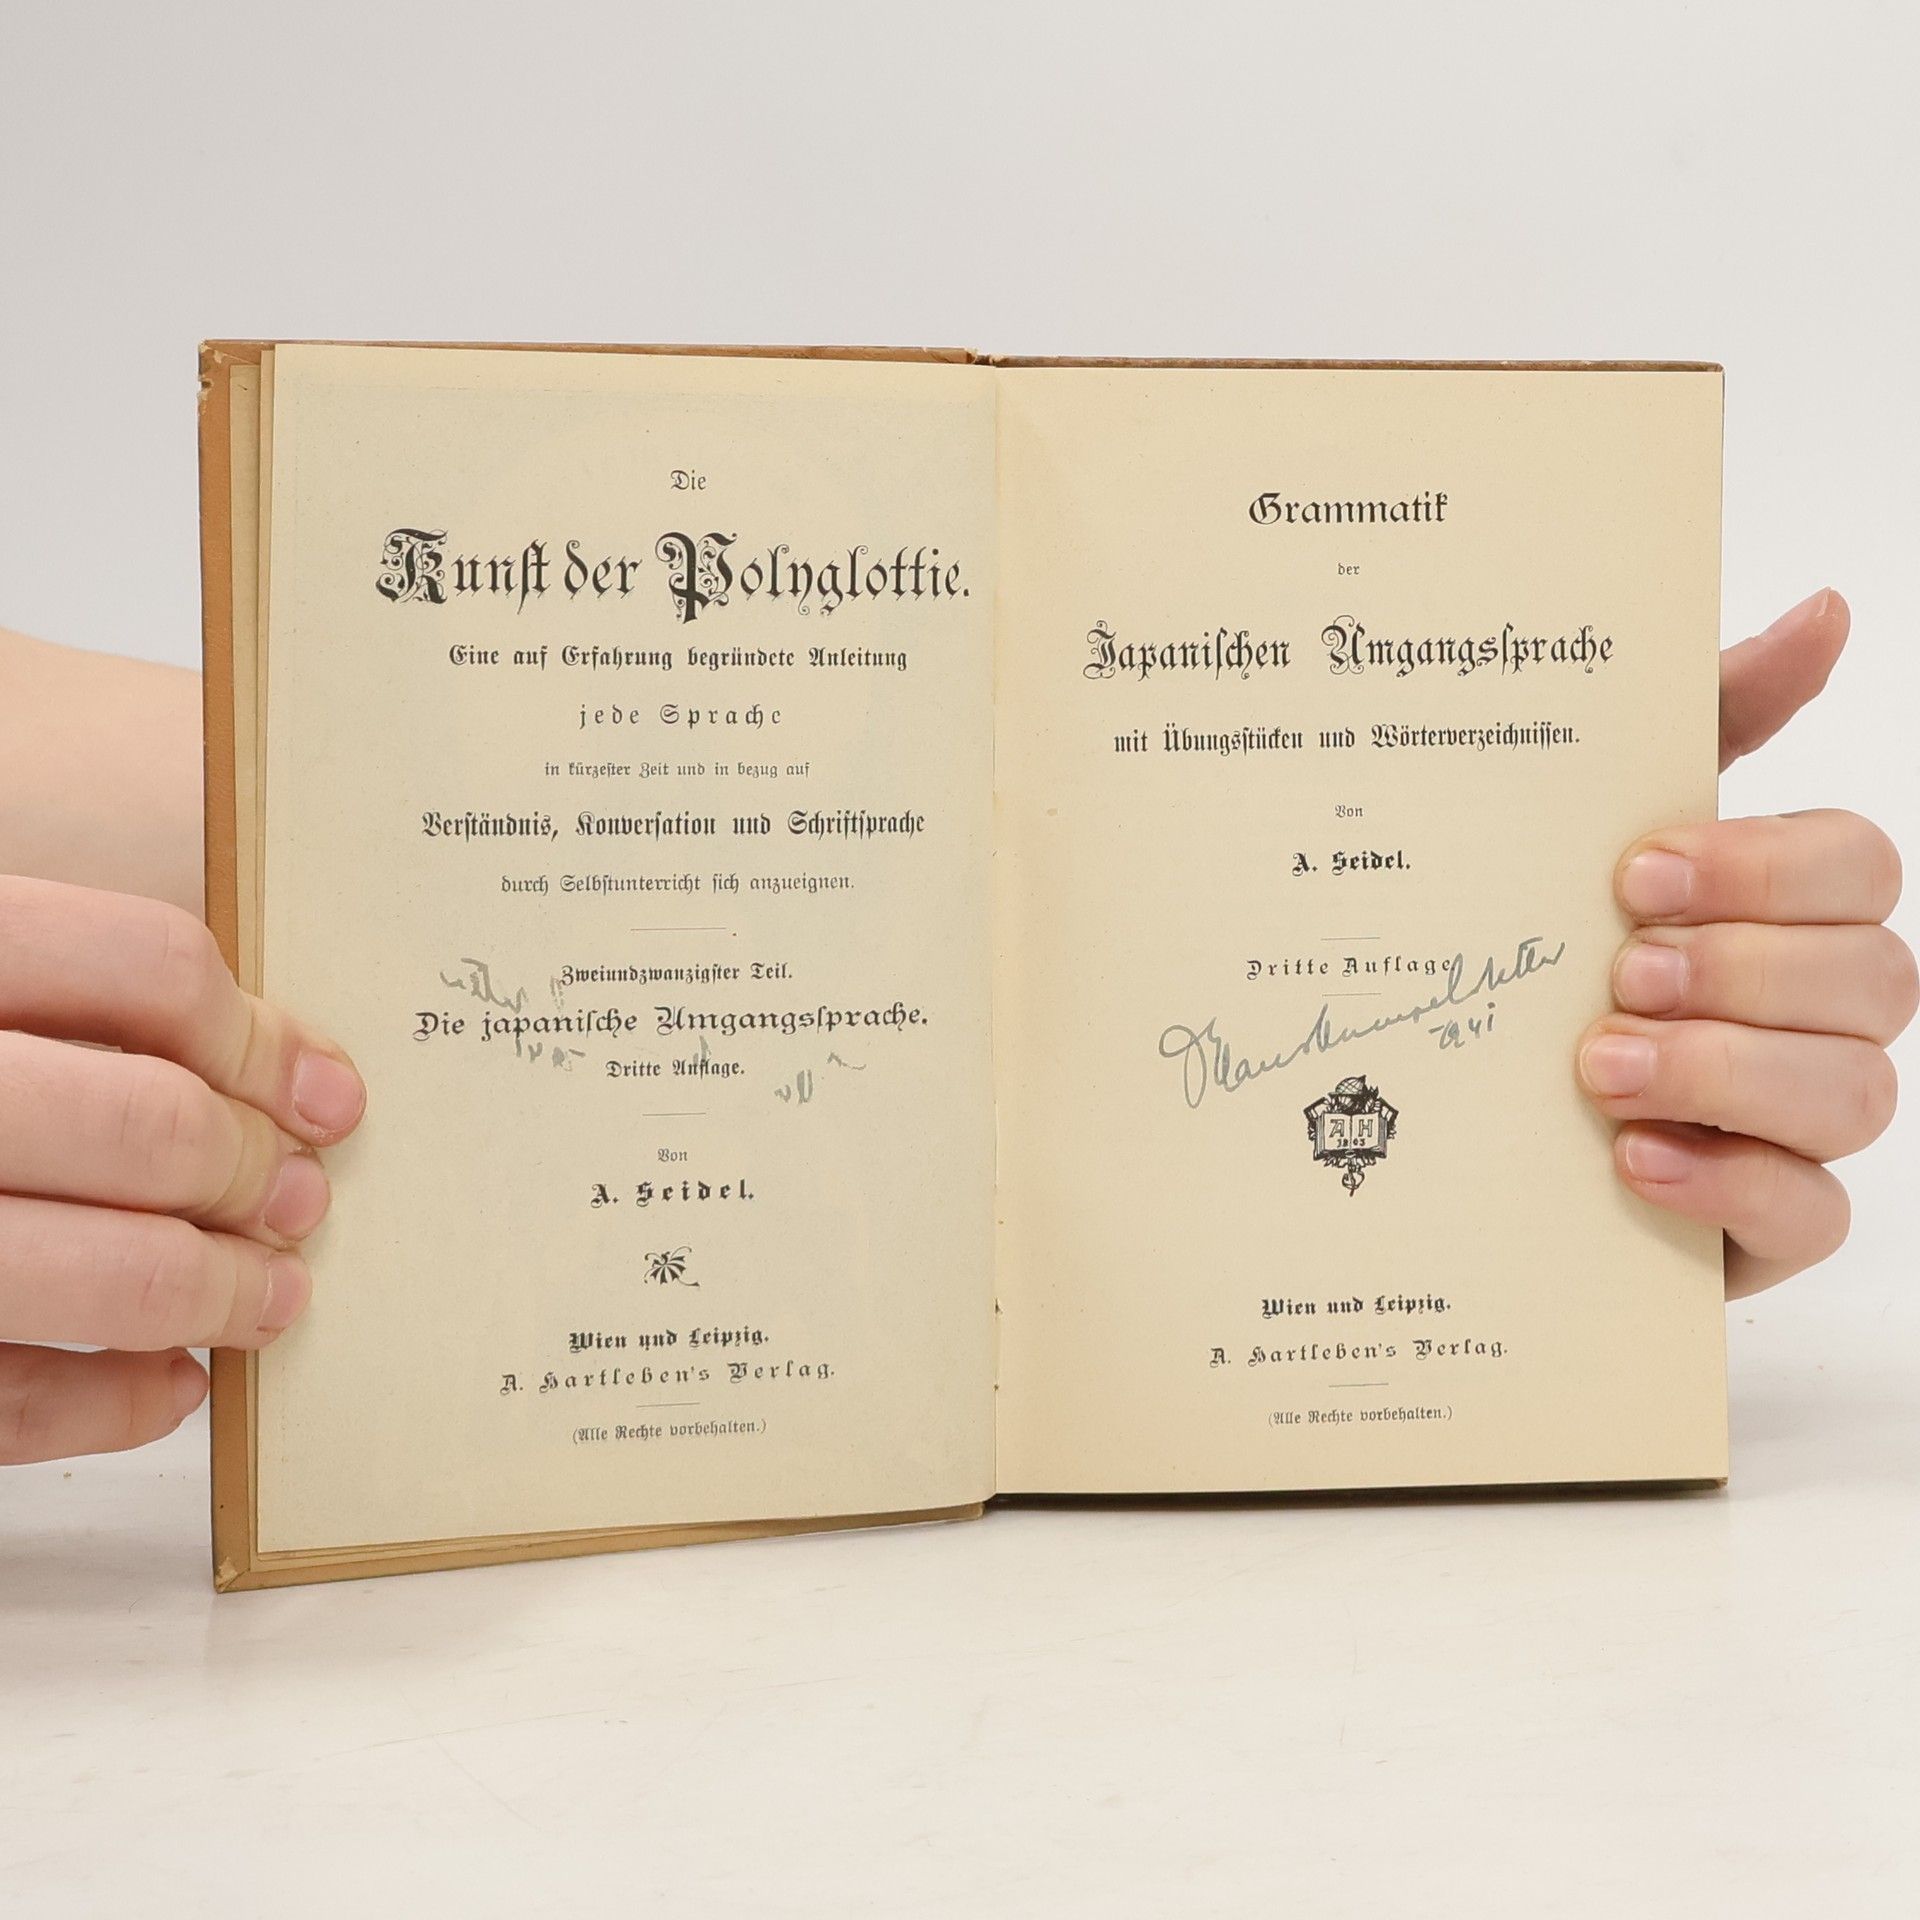 Die
Kunſt der Polyglottie.
Eine auf Erfahrung begründete Anleitung
jede Sprache
in kürzeſter Zeit und in bezug auf
Verſtändnis, Konverſation und Schriftſprache
durch Selbſtunterricht ſich anzueignen.
Zweiundzwanzigſter Teil.
Die japaniſche Umgangsſprache.
Dritte Auflage.
Von
A. Seidel.
Wien und Leipzig.
A. Hartleben's Verlag.
(Alle Rechte vorbehalten.)
Grammatik
der
Japaniſchen Umgangsſprache
mit Übungsſtücken und Wörterverzeichniſſen.
Von
A. Seidel.
Dritte Auflage
A H
1803
Wien und Leipzig.
A. Hartleben's Verlag.
(Alle Rechte vorbehalten.)